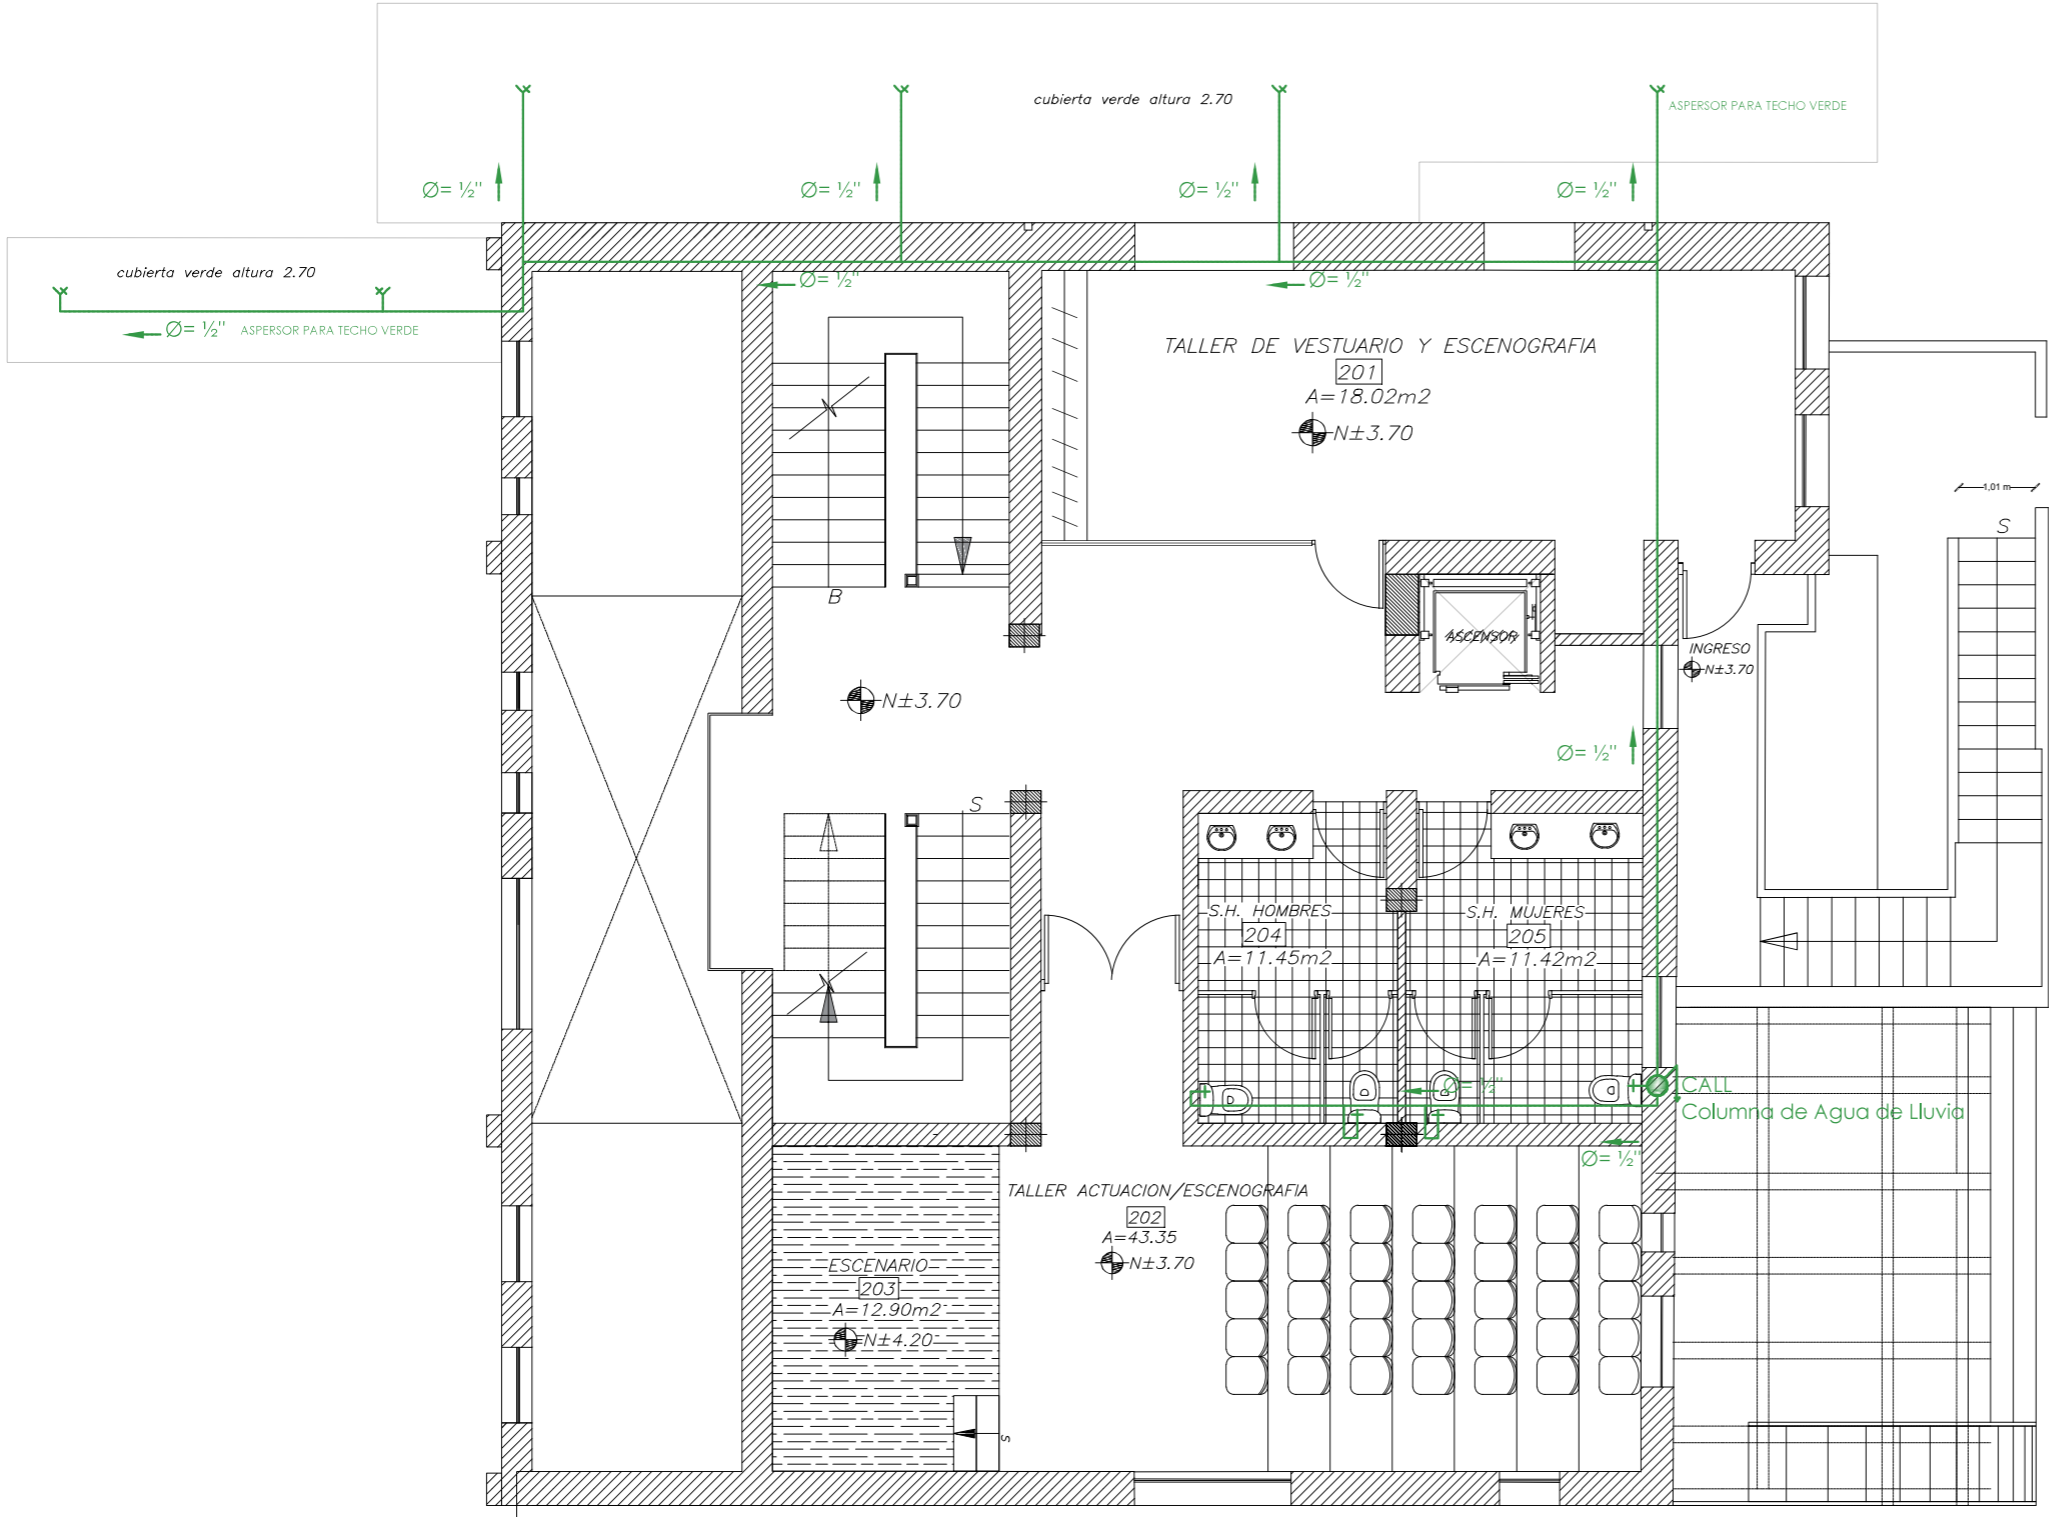 cubierta verde altura 2.70
ASPERSOR PARA TECHO VERDE
Ø= ½"
Ø= ½"
Ø= ½"
Ø= ½"
cubierta verde altura 2.70
Ø= ½"
Ø= ½"
Ø= ½" ASPERSOR PARA TECHO VERDE
TALLER DE VESTUARIO Y ESCENOGRAFIA
201
A=18.02m2
N±3.70
1,01 m
S
B
ASCENSOR
INGRESO
N±3.70
N±3.70
Ø= ½"
S
S.H. HOMBRES
204
A=11.45m2
S.H. MUJERES
205
A=11.42m2
Ø= ½"
CALL
Columna de Agua de Lluvia
Ø= ½"
TALLER ACTUACION/ESCENOGRAFIA
202
A=43.35
N±3.70
ESCENARIO
203
A=12.90m2
N±4.20
s